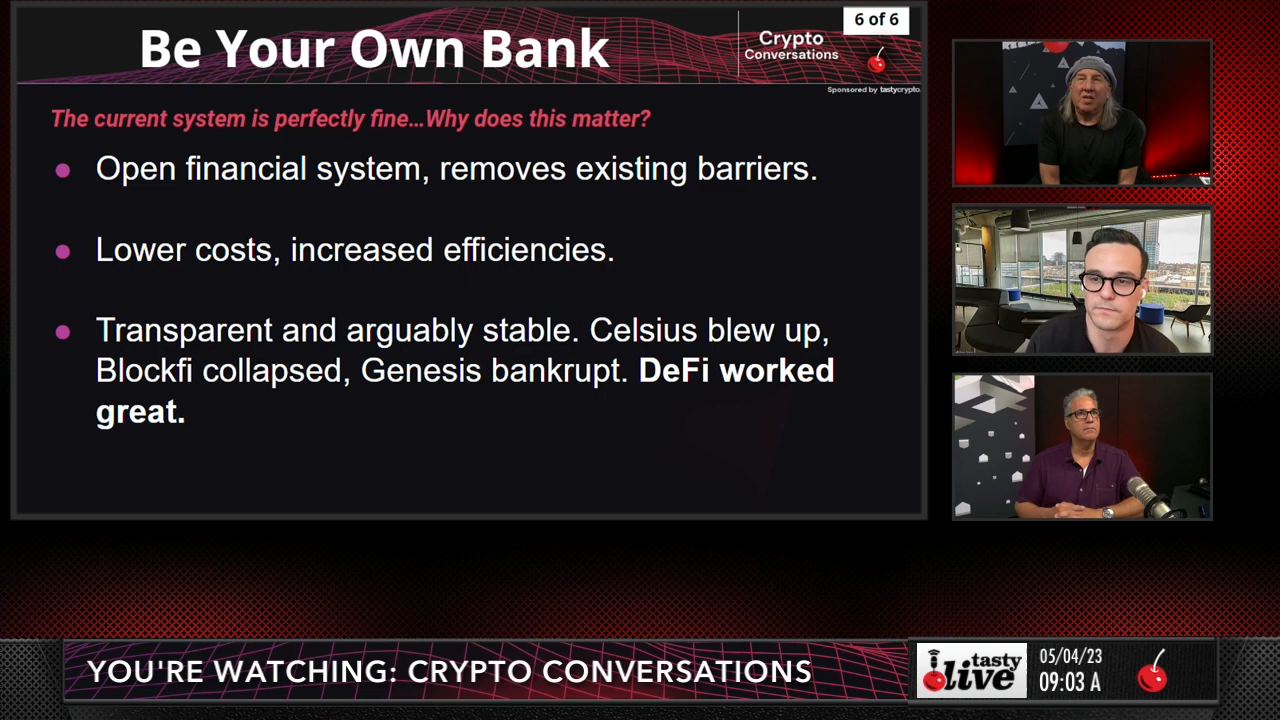 Be Your Own Bank
Crypto
Conversations
6 of 6
Sponsored by tastycrypto
The current system is perfectly fine...Why does this matter?
Open financial system, removes existing barriers.
Lower costs, increased efficiencies.
Transparent and arguably stable. Celsius blew up,
Blockfi collapsed, Genesis bankrupt. DeFi worked
great.
YOU'RE WATCHING: CRYPTO CONVERSATIONS
tasty
live
05/04/23
09:03 A